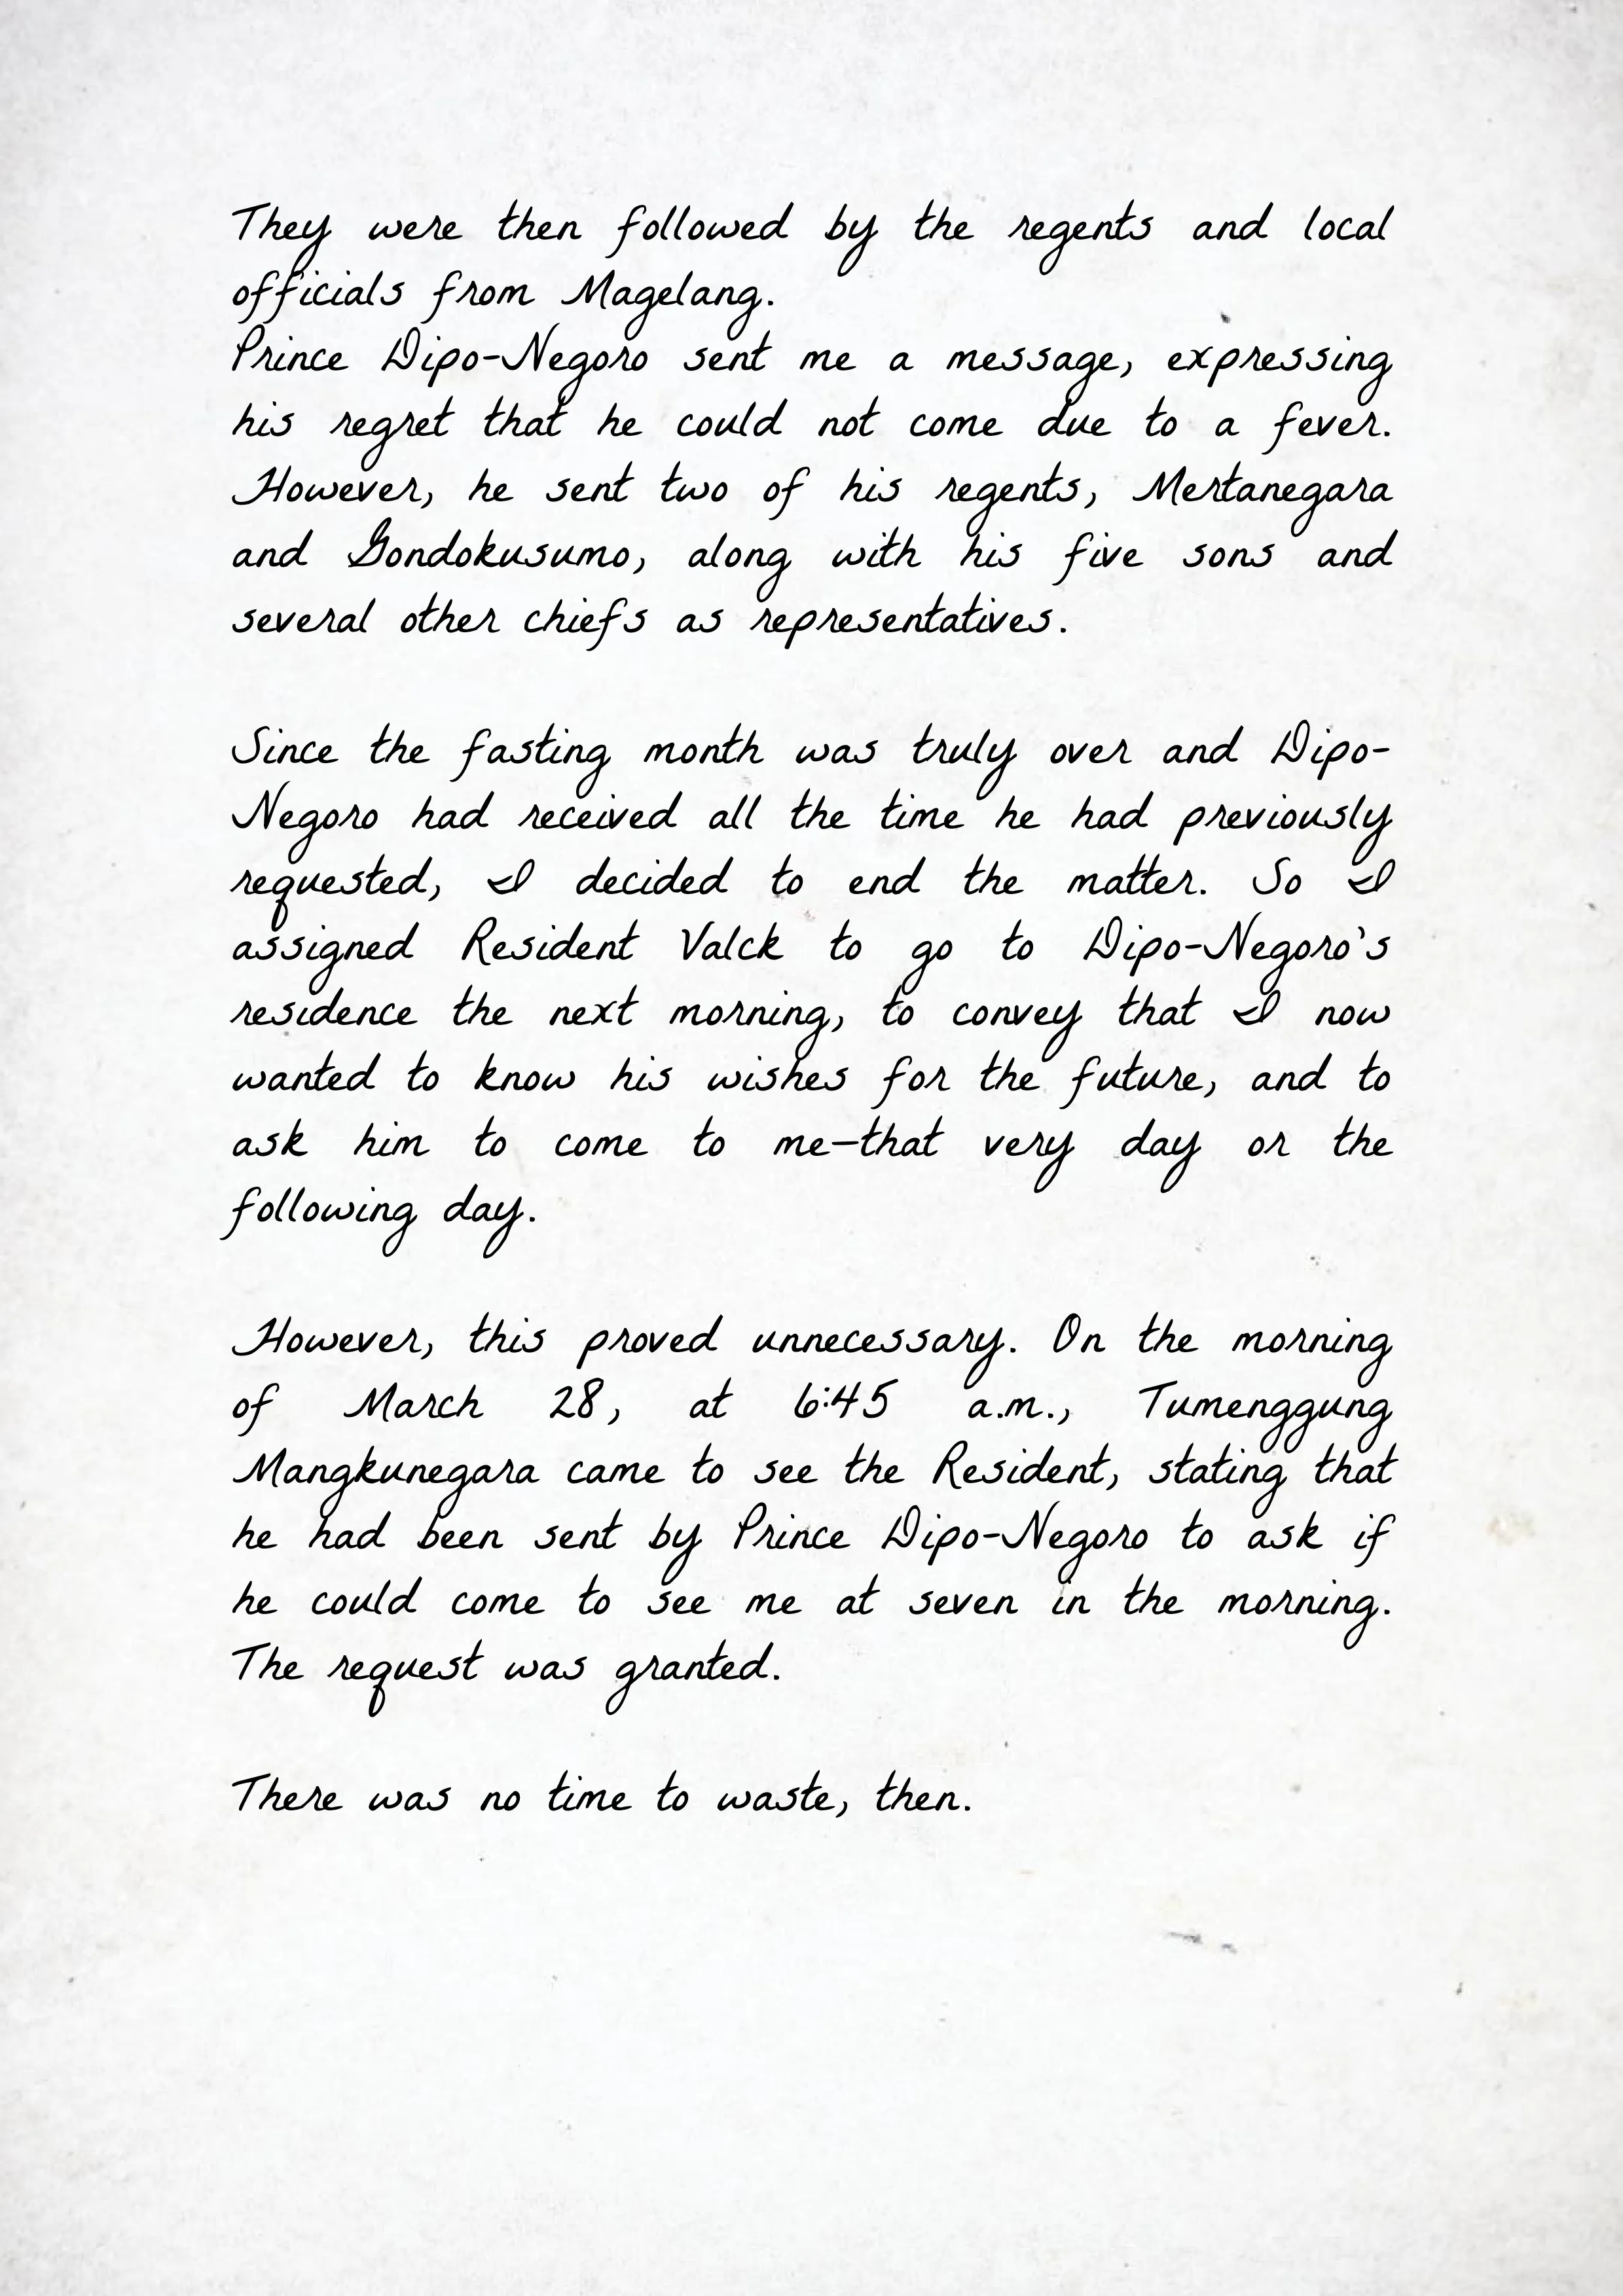 They were then followed by the regents and local
officials from Magelang.
Prince Dipo-Negoro sent me a message, expressing
his regret that he could not come due to a fever.
However, he sent two of his regents, Mertanegara
and Gondokusumo, along with his five sons and
several other chiefs as representatives.
Since the fasting month was truly over and Dipo-
Negoro had received all the time he had previously
requested, I decided to end the matter. So I
assigned Resident Valck to go to Dipo-Negoro's
residence the next morning, to convey that I now
wanted to know his wishes for the future, and to
ask him to come to me—that very day or the
following day.
However, this proved unnecessary. On the morning
of March 28, at 6:45 a.m., Tumenggung
Mangkunegara came to see the Resident, stating that
he had been sent by Prince Dipo-Negoro to ask if
he could come to see me at seven in the morning.
The request was granted.
There was no time to waste, then.